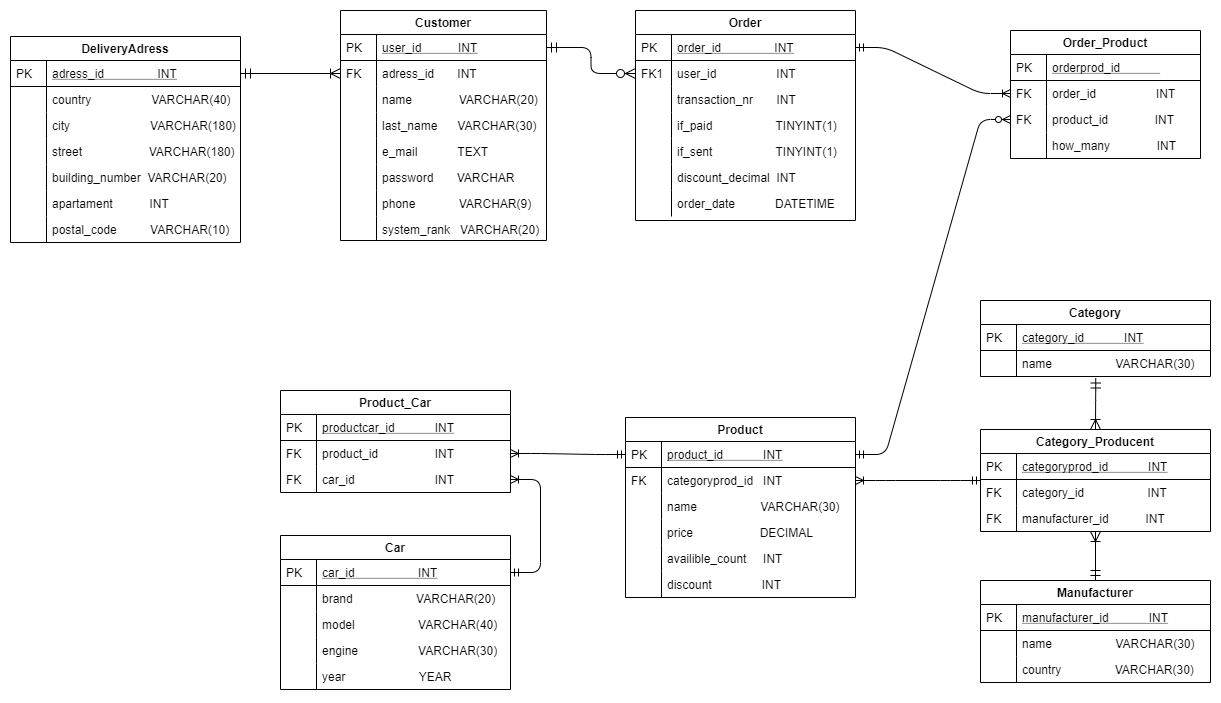 DeliveryAdress
PK adress_id INT
country VARCHAR(40)
city VARCHAR(180)
street VARCHAR(180)
building_number VARCHAR(20)
apartament INT
postal_code VARCHAR(10)
Customer
PK user_id INT
FK adress_id INT
name VARCHAR(20)
last_name VARCHAR(30)
e_mail TEXT
password VARCHAR
phone VARCHAR(9)
system_rank VARCHAR(20)
Order
PK order_id INT
FK1 user_id INT
transaction_nr INT
if_paid TINYINT(1)
if_sent TINYINT(1)
discount_decimal INT
order_date DATETIME
Order_Product
PK orderprod_id
FK order_id INT
FK product_id INT
how_many INT
Category
PK category_id INT
name VARCHAR(30)
Product_Car
PK productcar_id INT
FK product_id INT
FK car_id INT
Product
PK product_id INT
FK categoryprod_id INT
name VARCHAR(30)
price DECIMAL
availible_count INT
discount INT
Category_Producent
PK categoryprod_id INT
FK category_id INT
FK manufacturer_id INT
Car
PK car_id INT
brand VARCHAR(20)
model VARCHAR(40)
engine VARCHAR(30)
year YEAR
Manufacturer
PK manufacturer_id INT
name VARCHAR(30)
country VARCHAR(30)